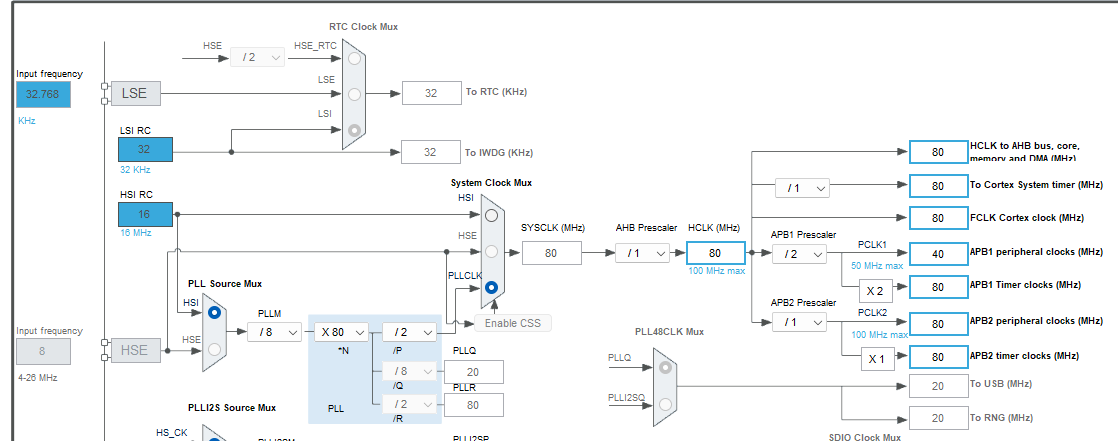 RTC Clock Mux
HSE
/ 2
HSE_RTC
Input frequency
32.768
KHz
LSE
LSE
32
To RTC (KHz)
LSI
LSI RC
32
32 KHz
32
To IWDG (KHz)
HSI RC
16
16 MHz
System Clock Mux
HSI
HSE
PLLCLK
SYSCLK (MHz)
80
AHB Prescaler
/ 1
HCLK (MHz)
80
100 MHz max
80
HCLK to AHB bus, core,
memory and DMA (MHz)
/ 1
80
To Cortex System timer (MHz)
80
FCLK Cortex clock (MHz)
APB1 Prescaler
/ 2
PCLK1
50 MHz max
40
APB1 peripheral clocks (MHz)
X 2
80
APB1 Timer clocks (MHz)
APB2 Prescaler
/ 1
PCLK2
100 MHz max
80
APB2 peripheral clocks (MHz)
X 1
80
APB2 timer clocks (MHz)
Enable CSS
PLL Source Mux
HSI
HSE
PLLM
/ 8
X 80
*N
/ 2
/P
/ 8
/Q
/ 2
/R
PLL
PLLQ
20
PLLR
80
Input frequency
8
4-26 MHz
HSE
PLL48CLK Mux
PLLQ
PLLI2SQ
20
To USB (MHz)
20
To RNG (MHz)
PLLI2S Source Mux
HS_CK
PLLI2SM
PLLI2SP
SDIO Clock Mux